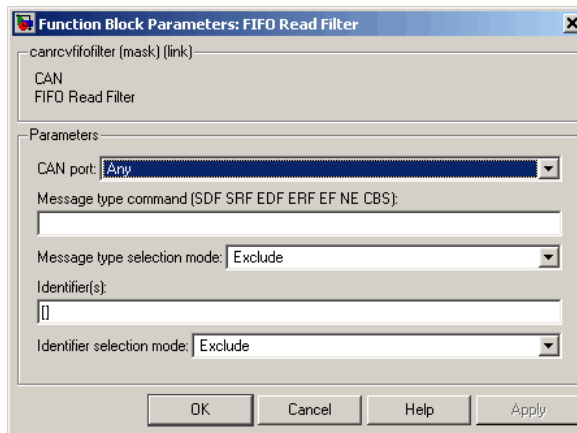 Function Block Parameters: FIFO Read Filter
canrcvfifofilter (mask) (link)
CAN
FIFO Read Filter
Parameters
CAN port: Any
Message type command (SDF SRF EDF ERF EF NE CBS):
Message type selection mode: Exclude
Identifier(s):
[]
Identifier selection mode: Exclude
OK Cancel Help Apply